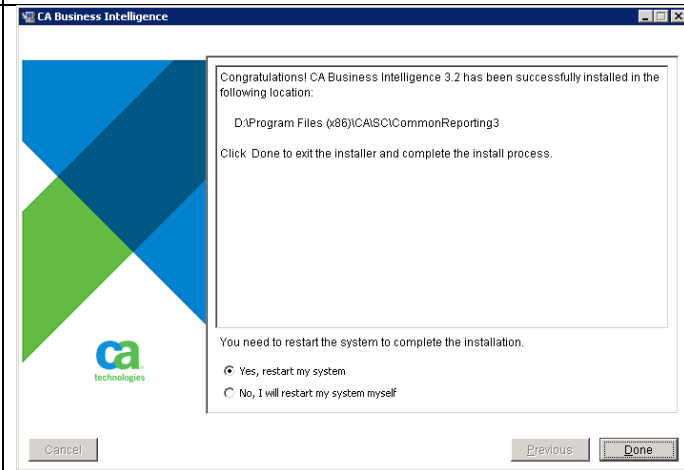 CA Business Intelligence
Congratulations! CA Business Intelligence 3.2 has been successfully installed in the
following location:
D:\Program Files (x86)\CA\SC\CommonReporting3
Click Done to exit the installer and complete the install process.
You need to restart the system to complete the installation.
Yes, restart my system
No, I will restart my system myself
ca
technologies
Cancel
Previous
Done